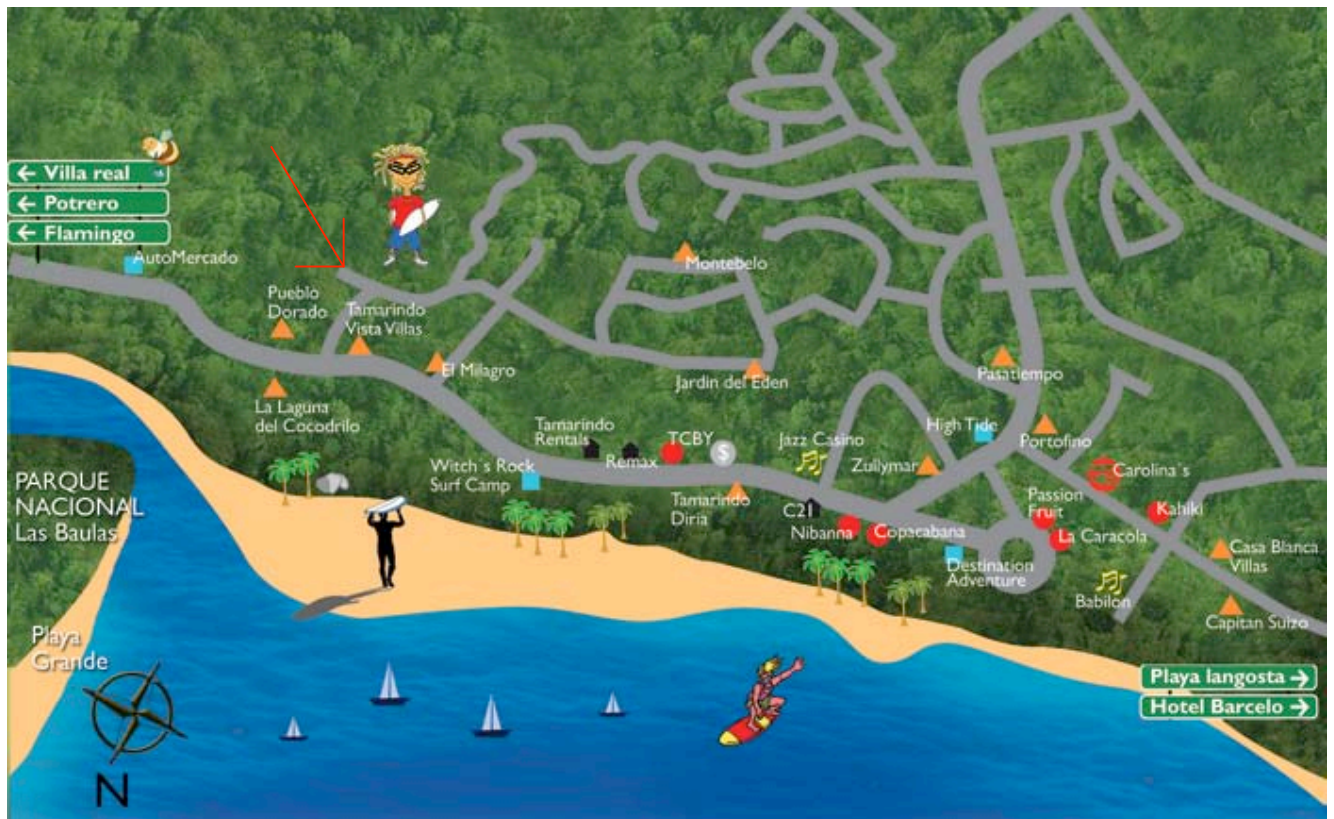 ← Villa real
← Potrero
← Flamingo
AutoMercado
Pueblo
Dorado
Tamarindo
Vista Villas
Montebelo
El Milagro
Jardin del Eden
Pasatiempo
La Laguna
del Cocodrilo
Tamarindo
Rentals
Remax
TCBY
$
Jazz Casino
Zullymar
High Tide
Portofino
Carolina´s
PARQUE
NACIONAL
Las Baulas
Witch s Rock
Surf Camp
Tamarindo
Diria
C21
Nibanna
Copacabana
Passion
Fruit
La Caracola
Kahiki
Destination
Adventure
Casa Blanca
Villas
Babilon
Capitan Suizo
Playa
Grande
Playa langosta →
Hotel Barcelo →
N